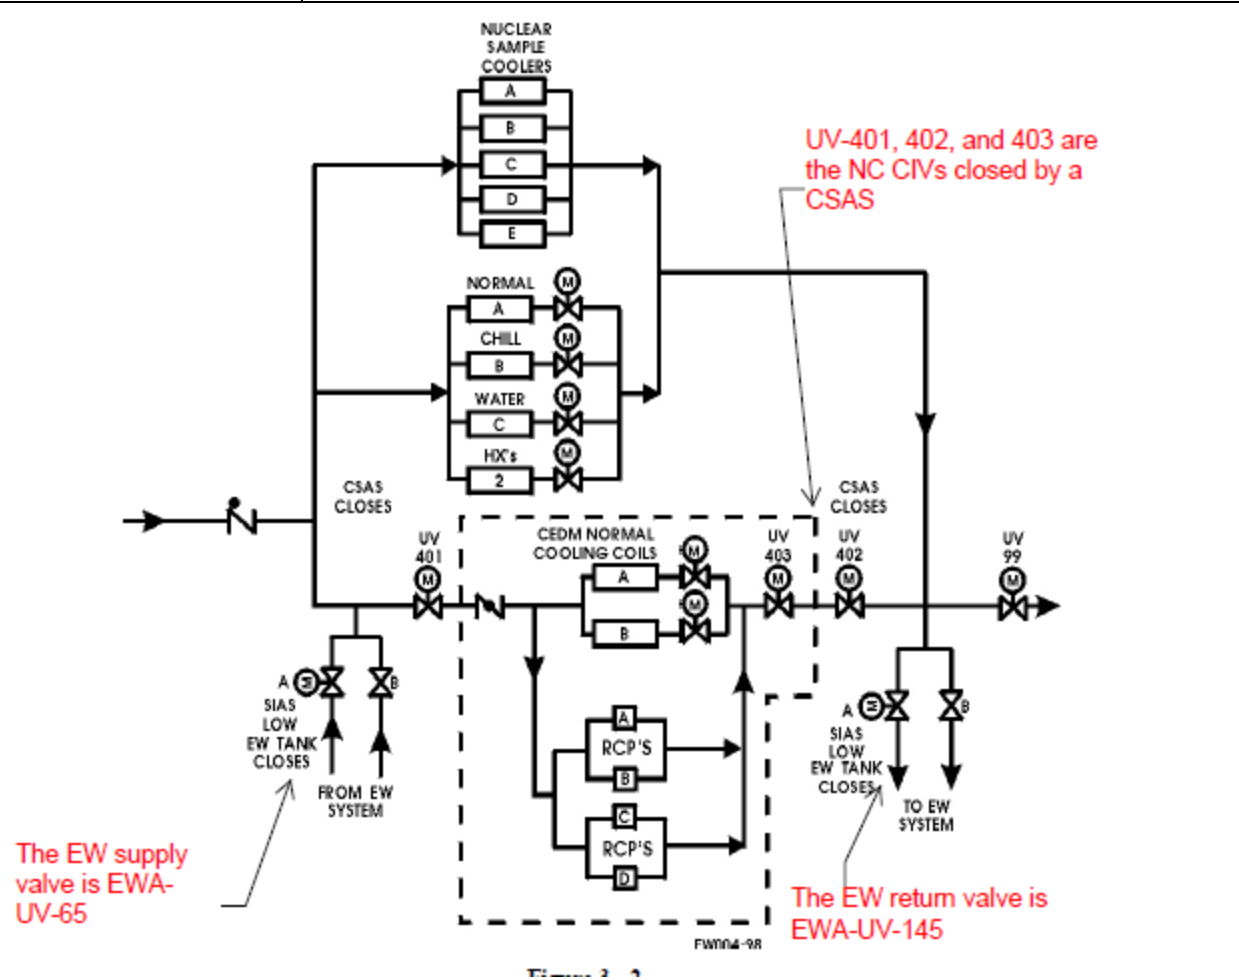 NUCLEAR
SAMPLE
COOLERS
A
B
C
D
E
UV-401, 402, and 403 are
the NC CIVs closed by a
CSAS
NORMAL
A
M
CHILL
B
M
WATER
C
M
HX's
2
M
CSAS
CLOSES
CSAS
CLOSES
UV
401
M
CEDM NORMAL
COOLING COILS
A
M
B
M
UV
403
M
UV
402
M
UV
99
M
A
M
B
SIAS
LOW
EW TANK
CLOSES
FROM EW
SYSTEM
A
RCP'S
B
C
RCP'S
D
A
M
B
SIAS
LOW
EW TANK
CLOSES
TO EW
SYSTEM
The EW supply
valve is EWA-
UV-65
The EW return valve is
EWA-UV-145
EW004-98